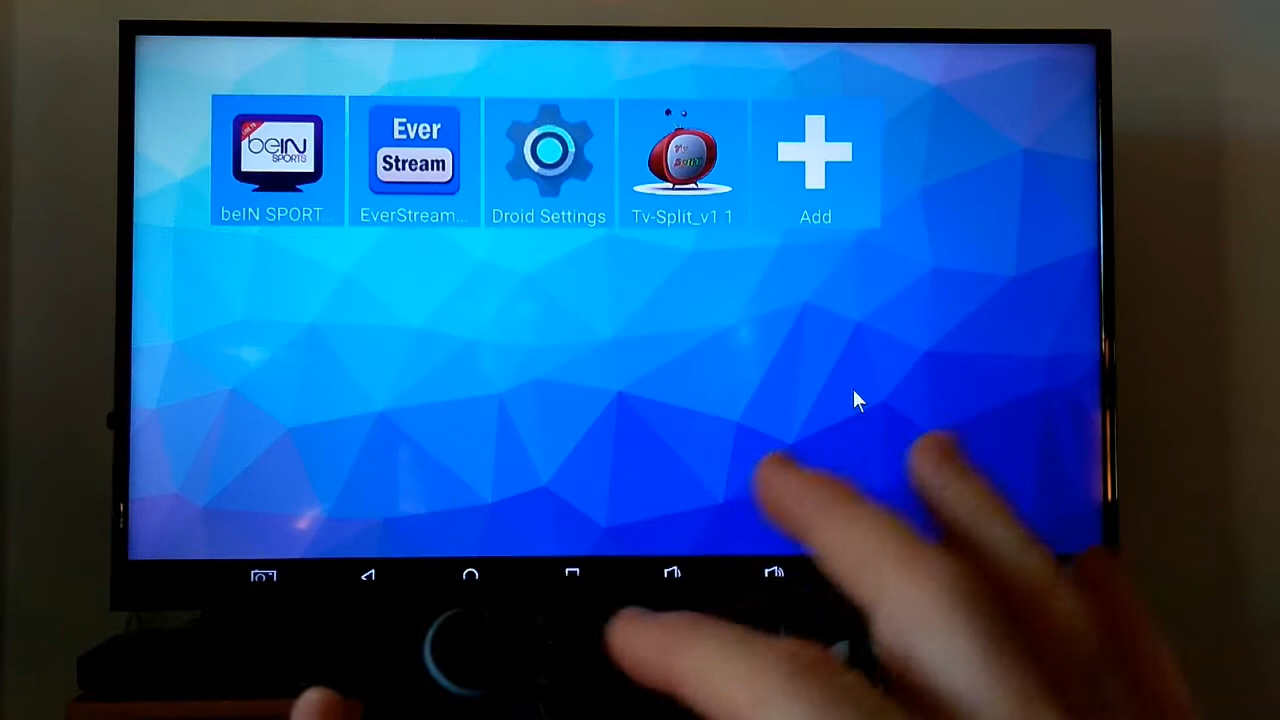 beIN
SPORTS
Ever
Stream
beIN SPORT...
EverStream...
Droid Settings
Tv-Split_v1 1
Add